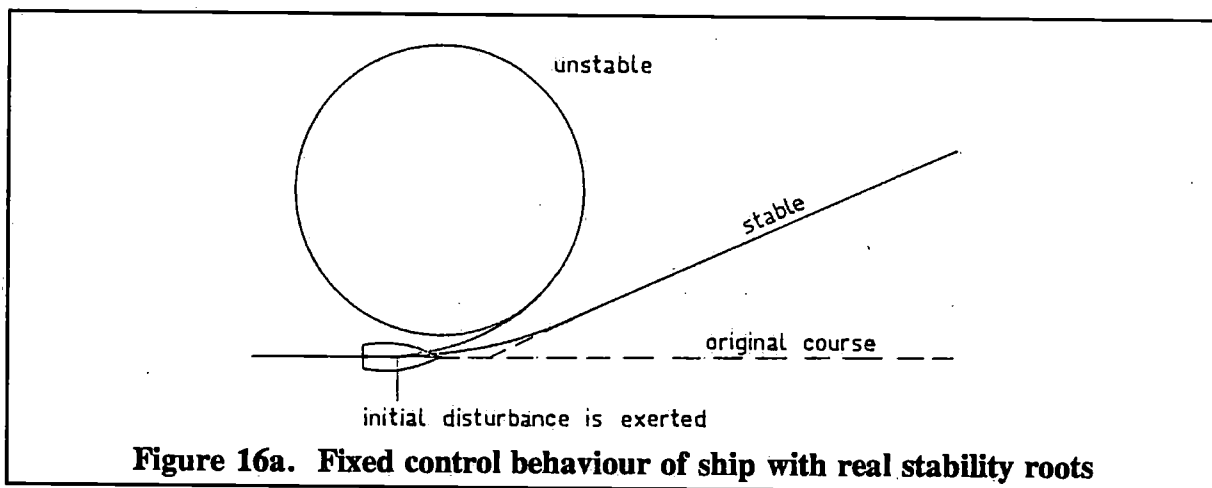 unstable
stable
original course
initial disturbance is exerted
Figure 16a. Fixed control behaviour of ship with real stability roots